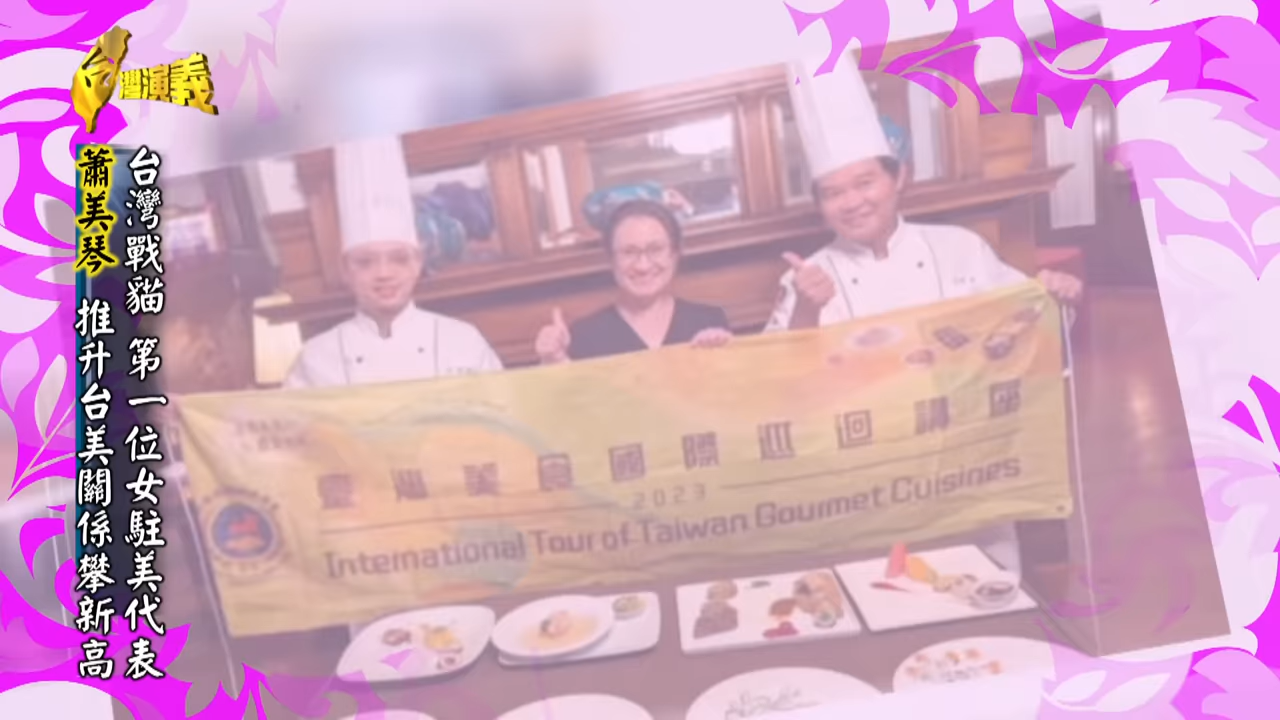 台灣演義
台灣戰貓 第一位女駐美代表
蕭美琴 推升台美關係攀新高
臺灣美食國際巡迴講座
2023
International Tour of Taiwan Gourmet Cuisines